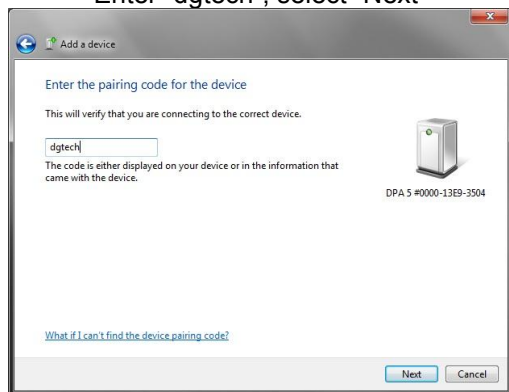 Enter "dgtech", select "Next"
Add a device
Enter the pairing code for the device
This will verify that you are connecting to the correct device.
dgtech
The code is either displayed on your device or in the information that
came with the device.
DPA 5 #0000-13E9-3504
What if I can't find the device pairing code?
Next
Cancel